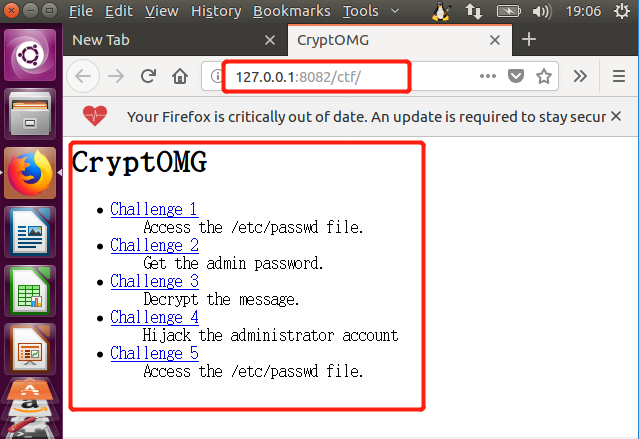 File Edit View History Bookmarks Tools 19:06
New Tab CryptOMG
127.0.0.1:8082/ctf/
Your Firefox is critically out of date. An update is required to stay secur
CryptOMG
Challenge 1
Access the /etc/passwd file.
Challenge 2
Get the admin password.
Challenge 3
Decrypt the message.
Challenge 4
Hijack the administrator account
Challenge 5
Access the /etc/passwd file.